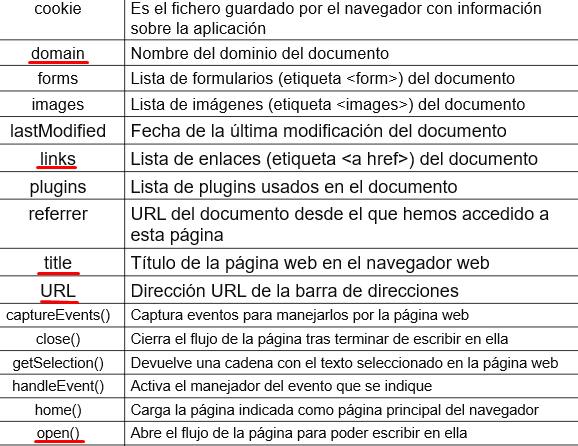 cookie Es el fichero guardado por el navegador con información
sobre la aplicación
domain Nombre del dominio del documento
forms Lista de formularios (etiqueta <form>) del documento
images Lista de imágenes (etiqueta <images>) del documento
lastModified Fecha de la última modificación del documento
links Lista de enlaces (etiqueta <a href>) del documento
plugins Lista de plugins usados en el documento
referrer URL del documento desde el que hemos accedido a
esta página
title Título de la página web en el navegador web
URL Dirección URL de la barra de direcciones
captureEvents() Captura eventos para manejarlos por la página web
close() Cierra el flujo de la página tras terminar de escribir en ella
getSelection() Devuelve una cadena con el texto seleccionado en la página web
handleEvent() Activa el manejador del evento que se indique
home() Carga la página indicada como página principal del navegador
open() Abre el flujo de la página para poder escribir en ella